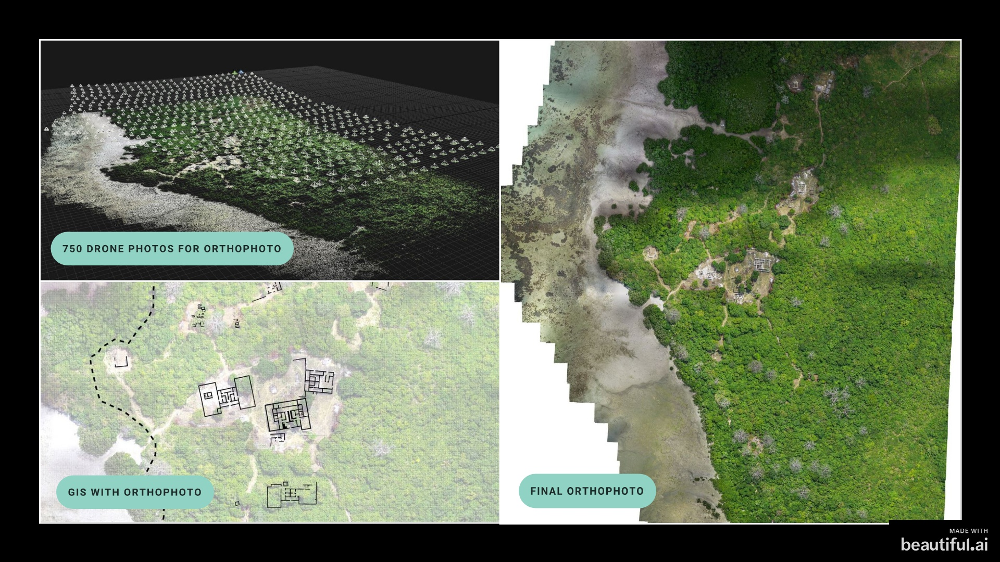 750 DRONE PHOTOS FOR ORTHOPHOTO
GIS WITH ORTHOPHOTO
FINAL ORTHOPHOTO
MADE WITH
beautiful.ai